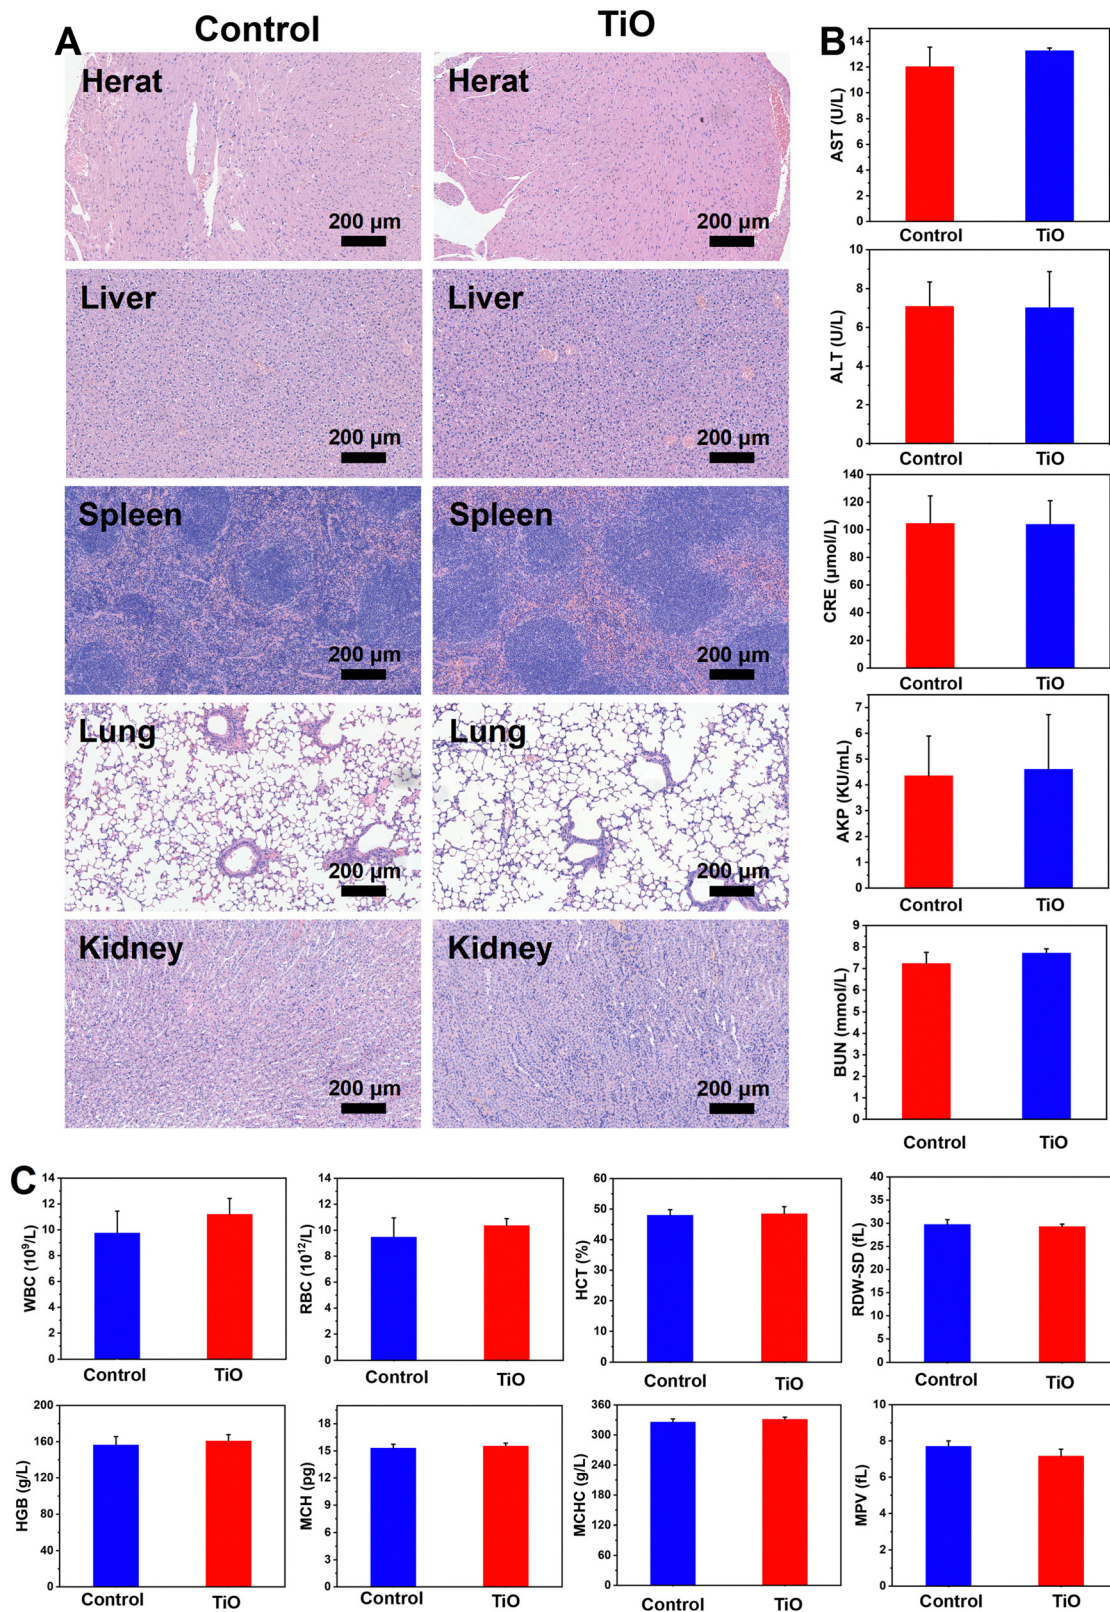 A
Control
TiO
Herat
200 µm
Herat
200 µm
Liver
200 µm
Liver
200 µm
Spleen
200 µm
Spleen
200 µm
Lung
200 µm
Lung
200 µm
Kidney
200 µm
Kidney
200 µm
B
AST (U/L)
14
12
10
8
6
4
2
0
Control
TiO
ALT (U/L)
10
8
6
4
2
0
Control
TiO
CRE (µmol/L)
140
120
100
80
60
40
20
0
Control
TiO
AKP (KU/mL)
7
6
5
4
3
2
1
0
Control
TiO
BUN (mmol/L)
9
8
7
6
5
4
3
2
1
0
Control
TiO
C
WBC (10⁹/L)
14
12
10
8
6
4
2
0
Control
TiO
RBC (10¹²/L)
14
12
10
8
6
4
2
0
Control
TiO
HCT (%)
60
50
40
30
20
10
0
Control
TiO
RDW-SD (fL)
40
35
30
25
20
15
10
5
0
Control
TiO
HGB (g/L)
200
160
120
80
40
0
Control
TiO
MCH (pg)
18
15
12
9
6
3
0
Control
TiO
MCHC (g/L)
360
300
240
180
120
60
0
Control
TiO
MPV (fL)
10
8
6
4
2
0
Control
TiO